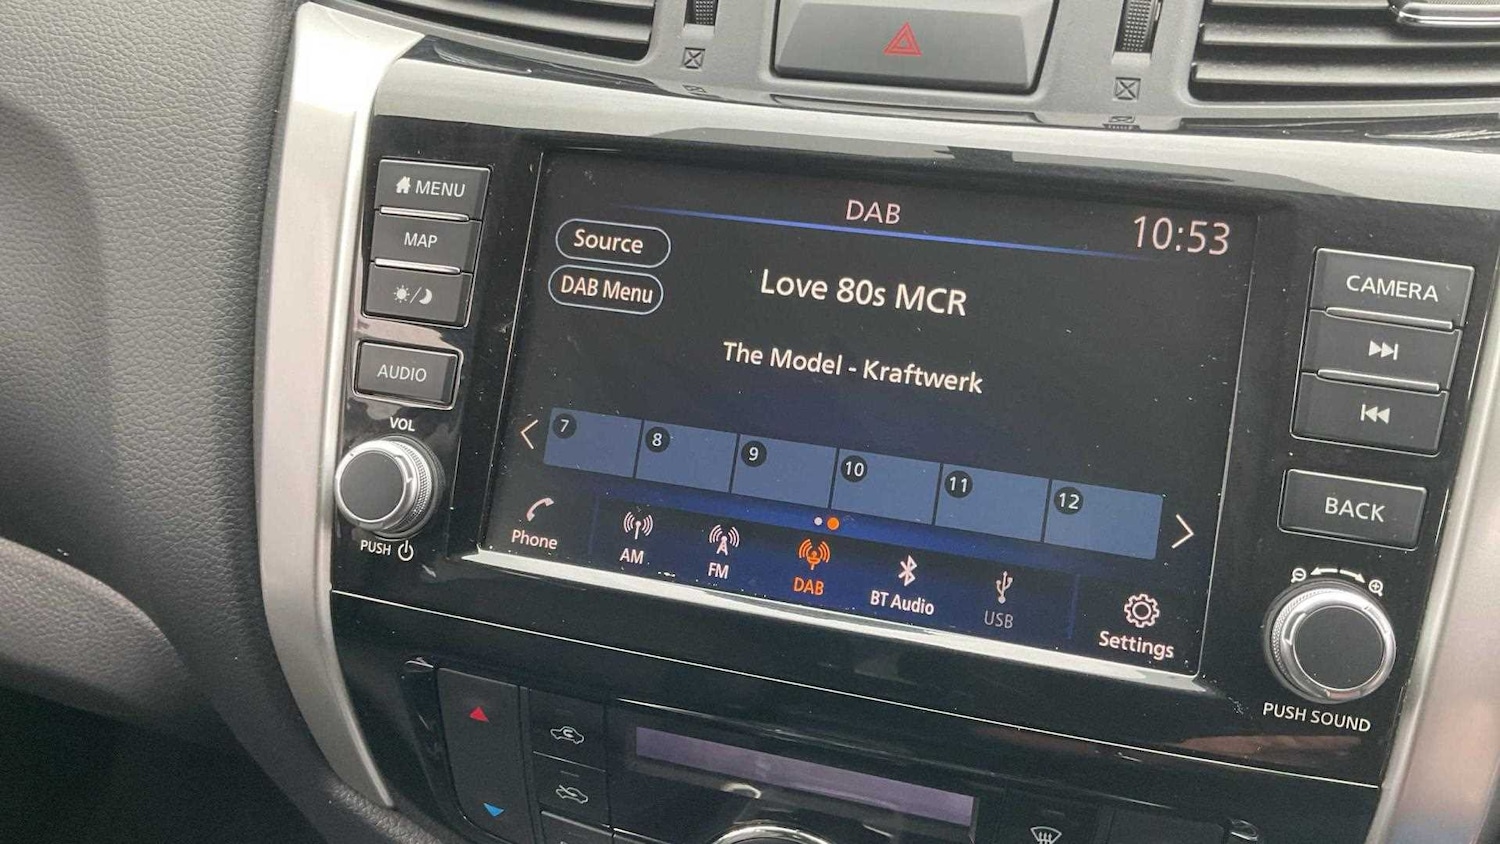 MENU
MAP
AUDIO
VOL
PUSH
DAB
10:53
Source
DAB Menu
Love 80s MCR
The Model - Kraftwerk
7
8
9
10
11
12
Phone
AM
FM
DAB
BT Audio
USB
Settings
CAMERA
BACK
PUSH SOUND